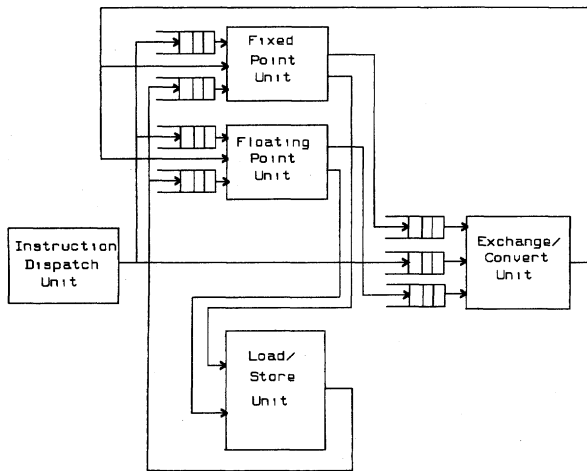 Fixed
Point
Unit
Floating
Point
Unit
Instruction
Dispatch
Unit
Exchange/
Convert
Unit
Load/
Store
Unit